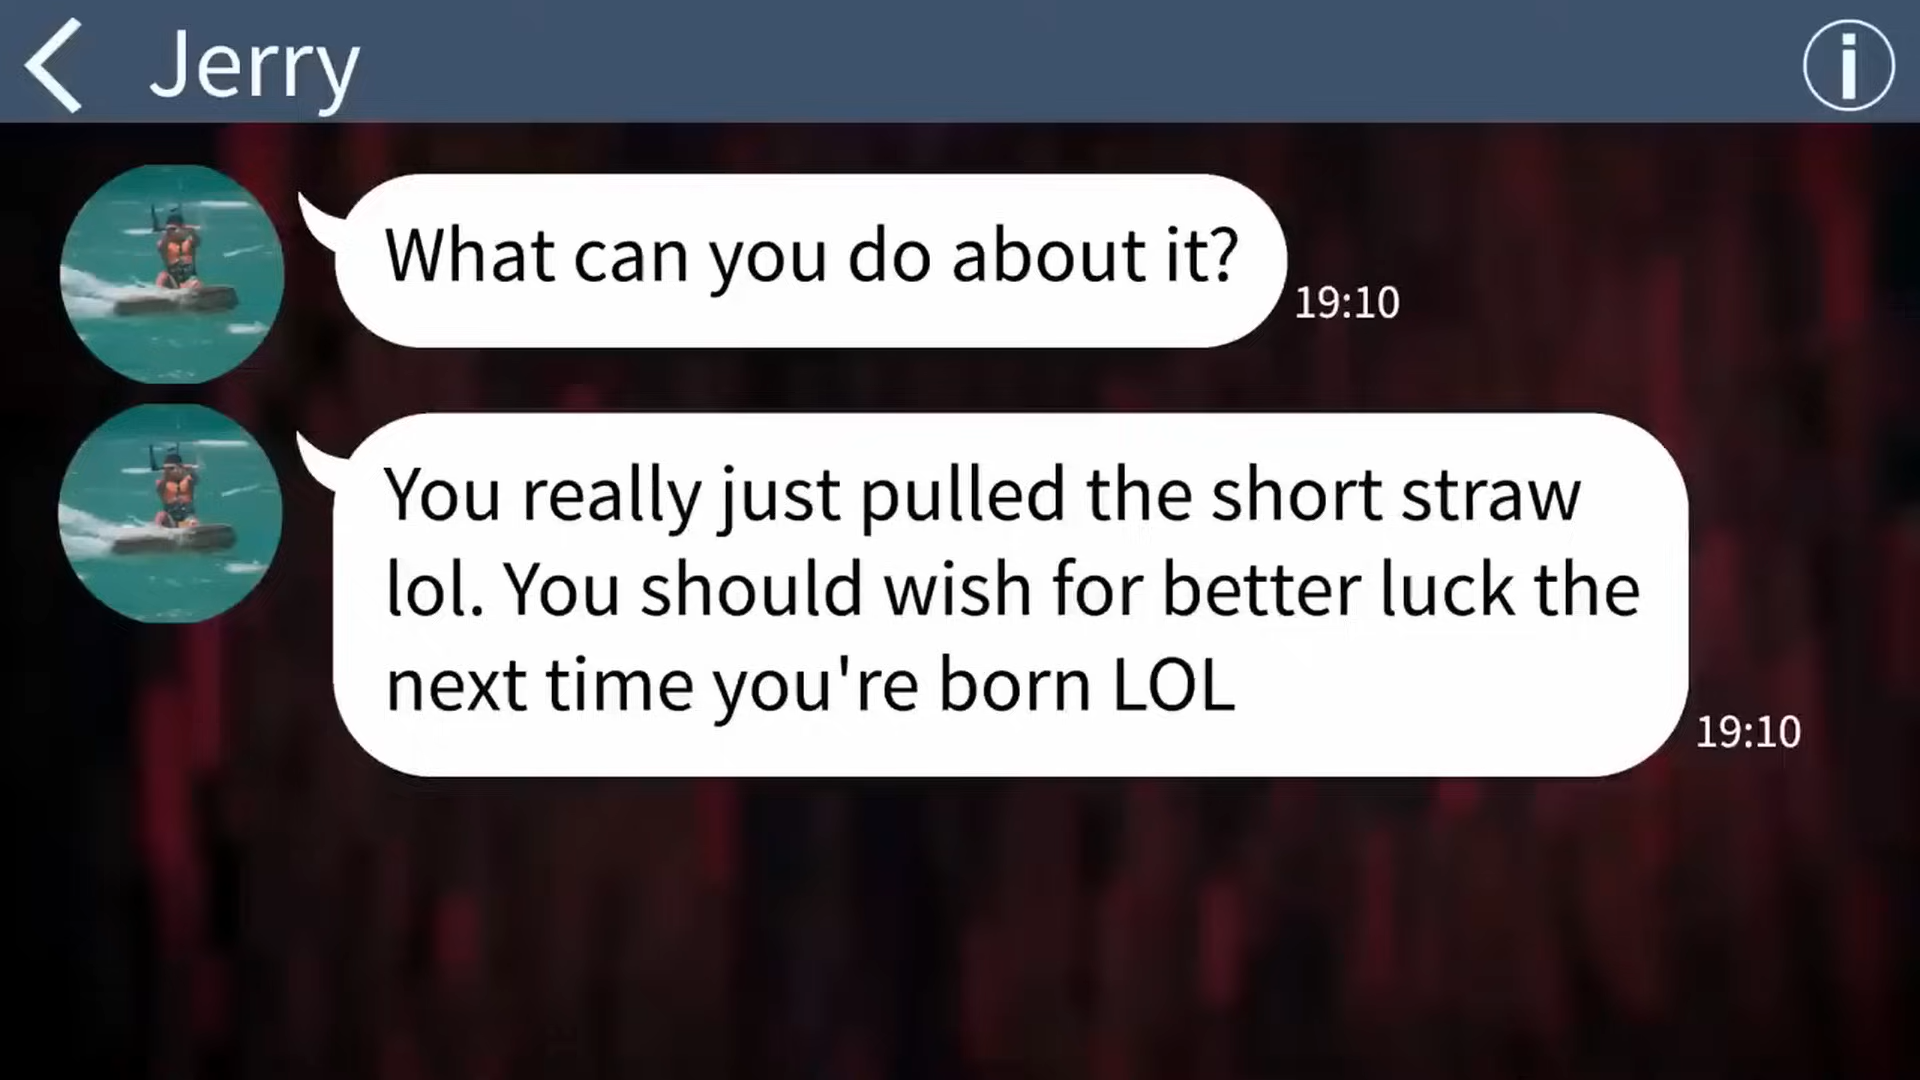 Jerry
What can you do about it?
19:10
You really just pulled the short straw
lol. You should wish for better luck the
next time you're born LOL
19:10